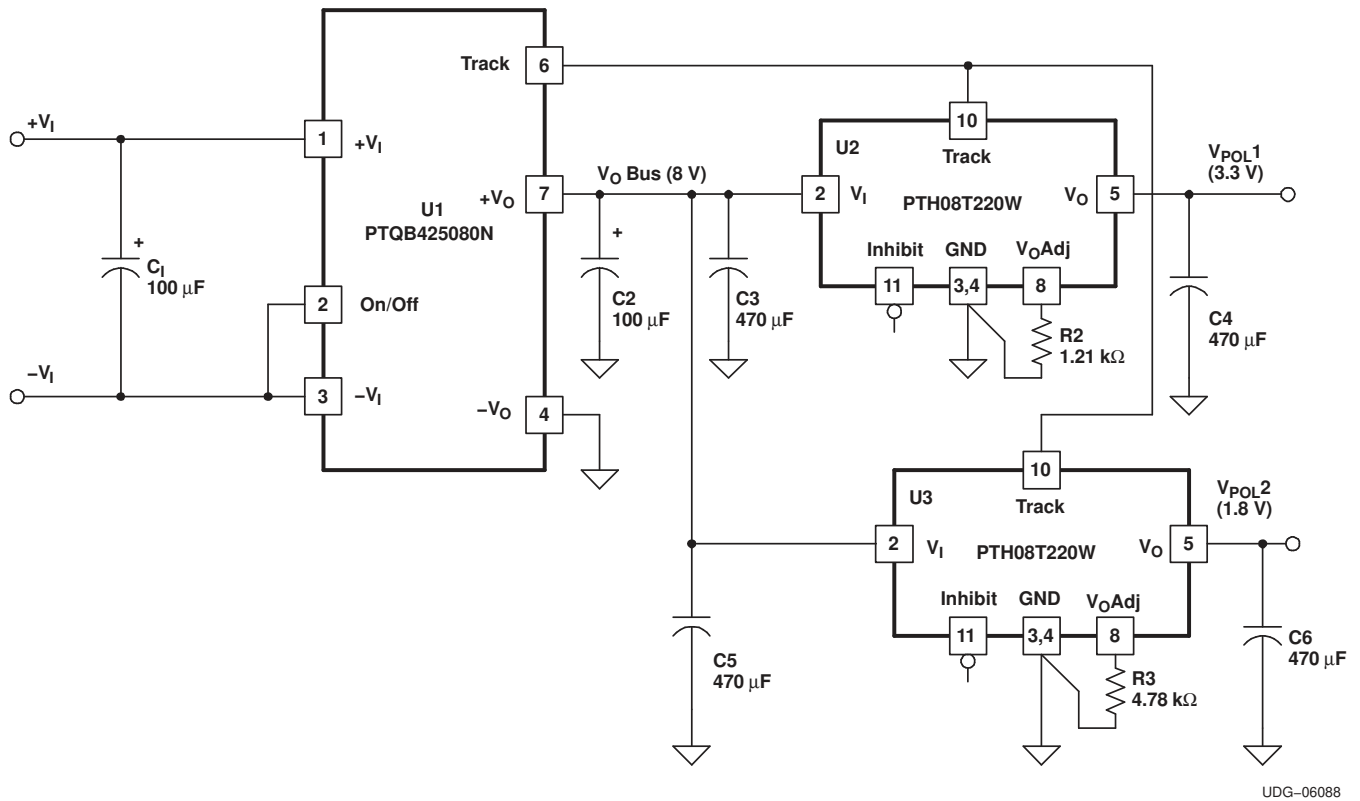 Track
6
+VI
1
+VI
10
U2
Track
VPOL1
(3.3 V)
VO Bus (8 V)
+VO
7
2
VI
PTH08T220W
VO
5
U1
PTQB425080N
+
CI
100 μF
+
C2
100 μF
C3
470 μF
Inhibit
GND
VOAdj
11
3,4
8
2
On/Off
R2
1.21 kΩ
C4
470 μF
−VI
3
−VI
−VO
4
10
U3
Track
VPOL2
(1.8 V)
2
VI
PTH08T220W
VO
5
Inhibit
GND
VOAdj
11
3,4
8
C5
470 μF
R3
4.78 kΩ
C6
470 μF
UDG−06088